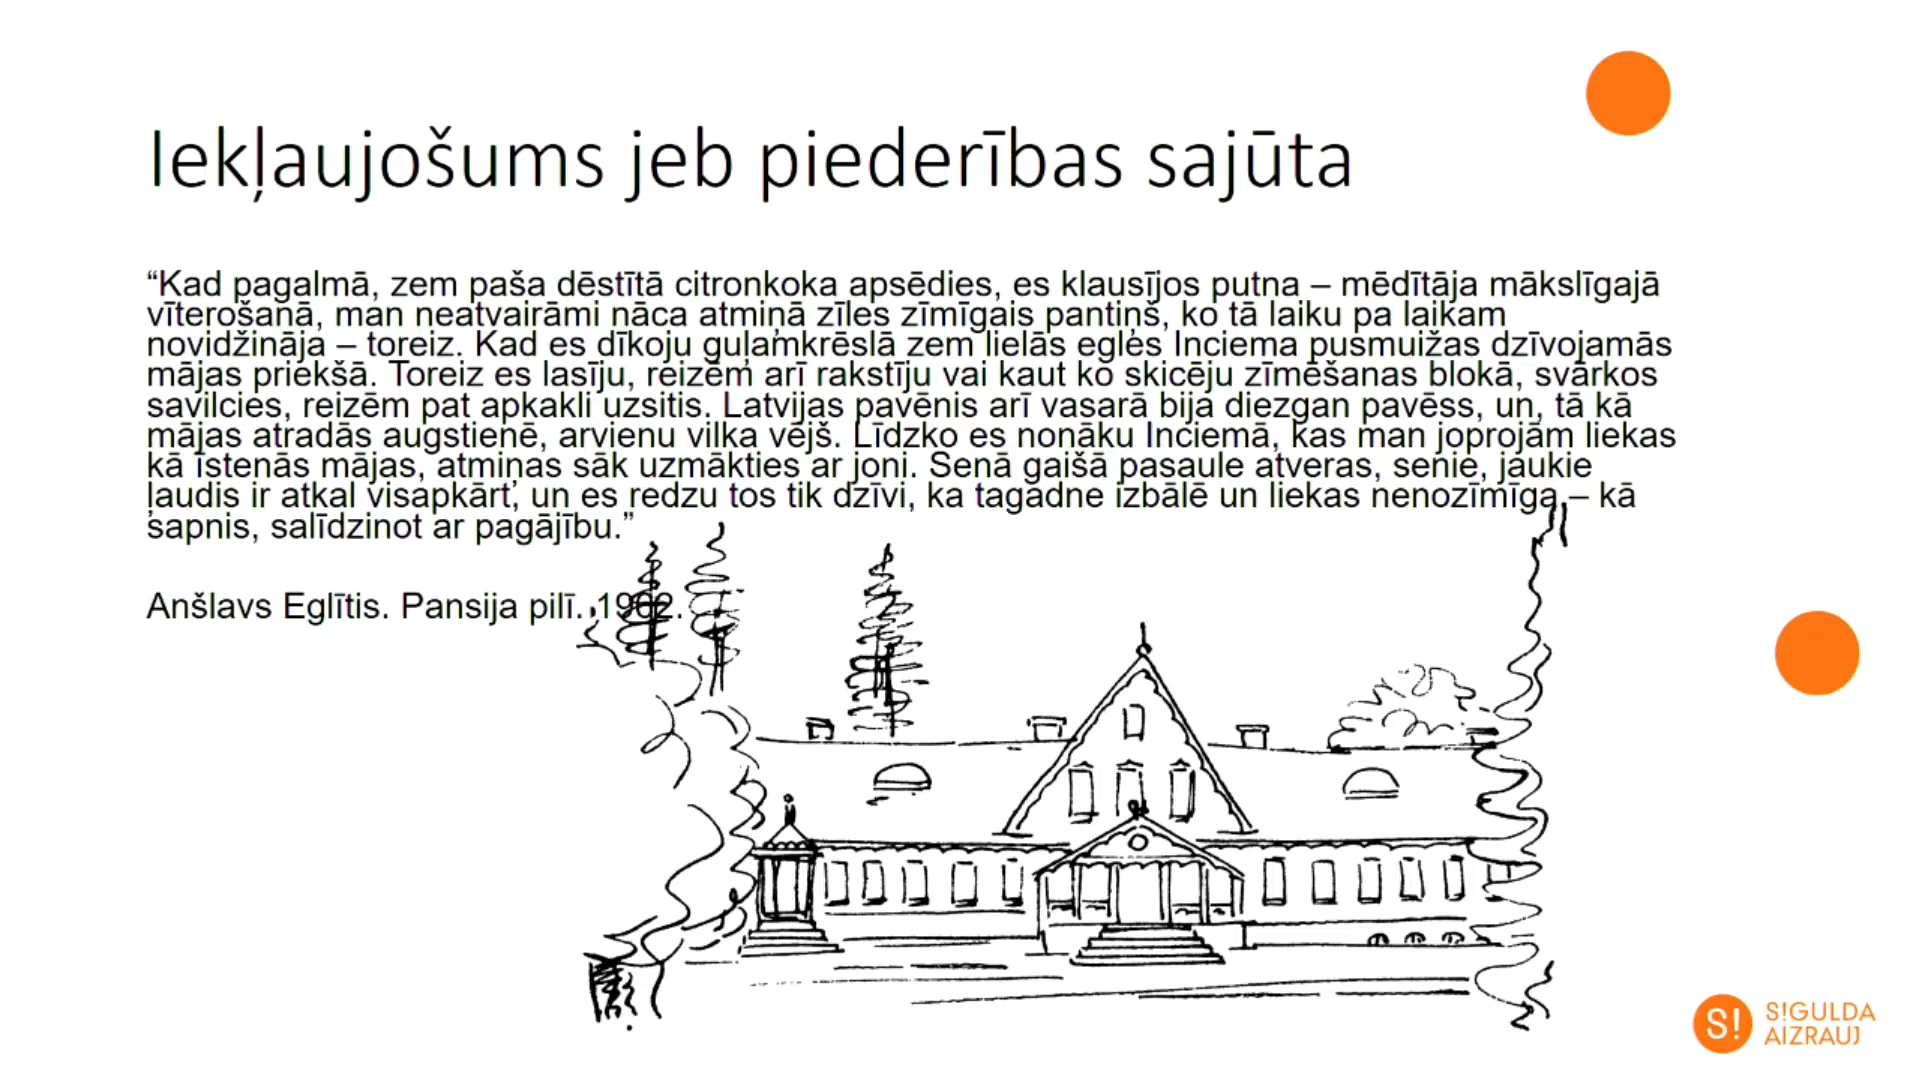 Iekļaujošums jeb piederības sajūta
“Kad pagalmā, zem paša dēstītā citronkoka apsēdies, es klausījos putna – mēdītāja mākslīgajā
vīterošanā, man neatvairāmi nāca atmiņā zīles zīmīgais pantiņš, ko tā laiku pa laikam
novidžināja – toreiz. Kad es dīkoju guļamkrēslā zem lielās egles Inciema pusmuižas dzīvojamās
mājas priekšā. Toreiz es lasīju, reizēm arī rakstīju vai kaut ko skicēju zīmēšanas blokā, svārkos
savilcies, reizēm pat apkakli uzsitis. Latvijas pavēnis arī vasarā bija diezgan pavēss, un, tā kā
mājas atradās augstienē, arvienu vilka vējš. Līdzko es nonāku Inciemā, kas man joprojām liekas
kā īstenās mājas, atmiņas sāk uzmākties ar joni. Senā gaišā pasaule atveras, senie, jaukie
ļaudis ir atkal visapkārt, un es redzu tos tik dzīvi, ka tagadne izbālē un liekas nenozīmīga – kā
sapnis, salīdzinot ar pagājību.”
Anšlavs Eglītis. Pansija pilī. 1962.
S! S!GULDA
AIZRAUJ